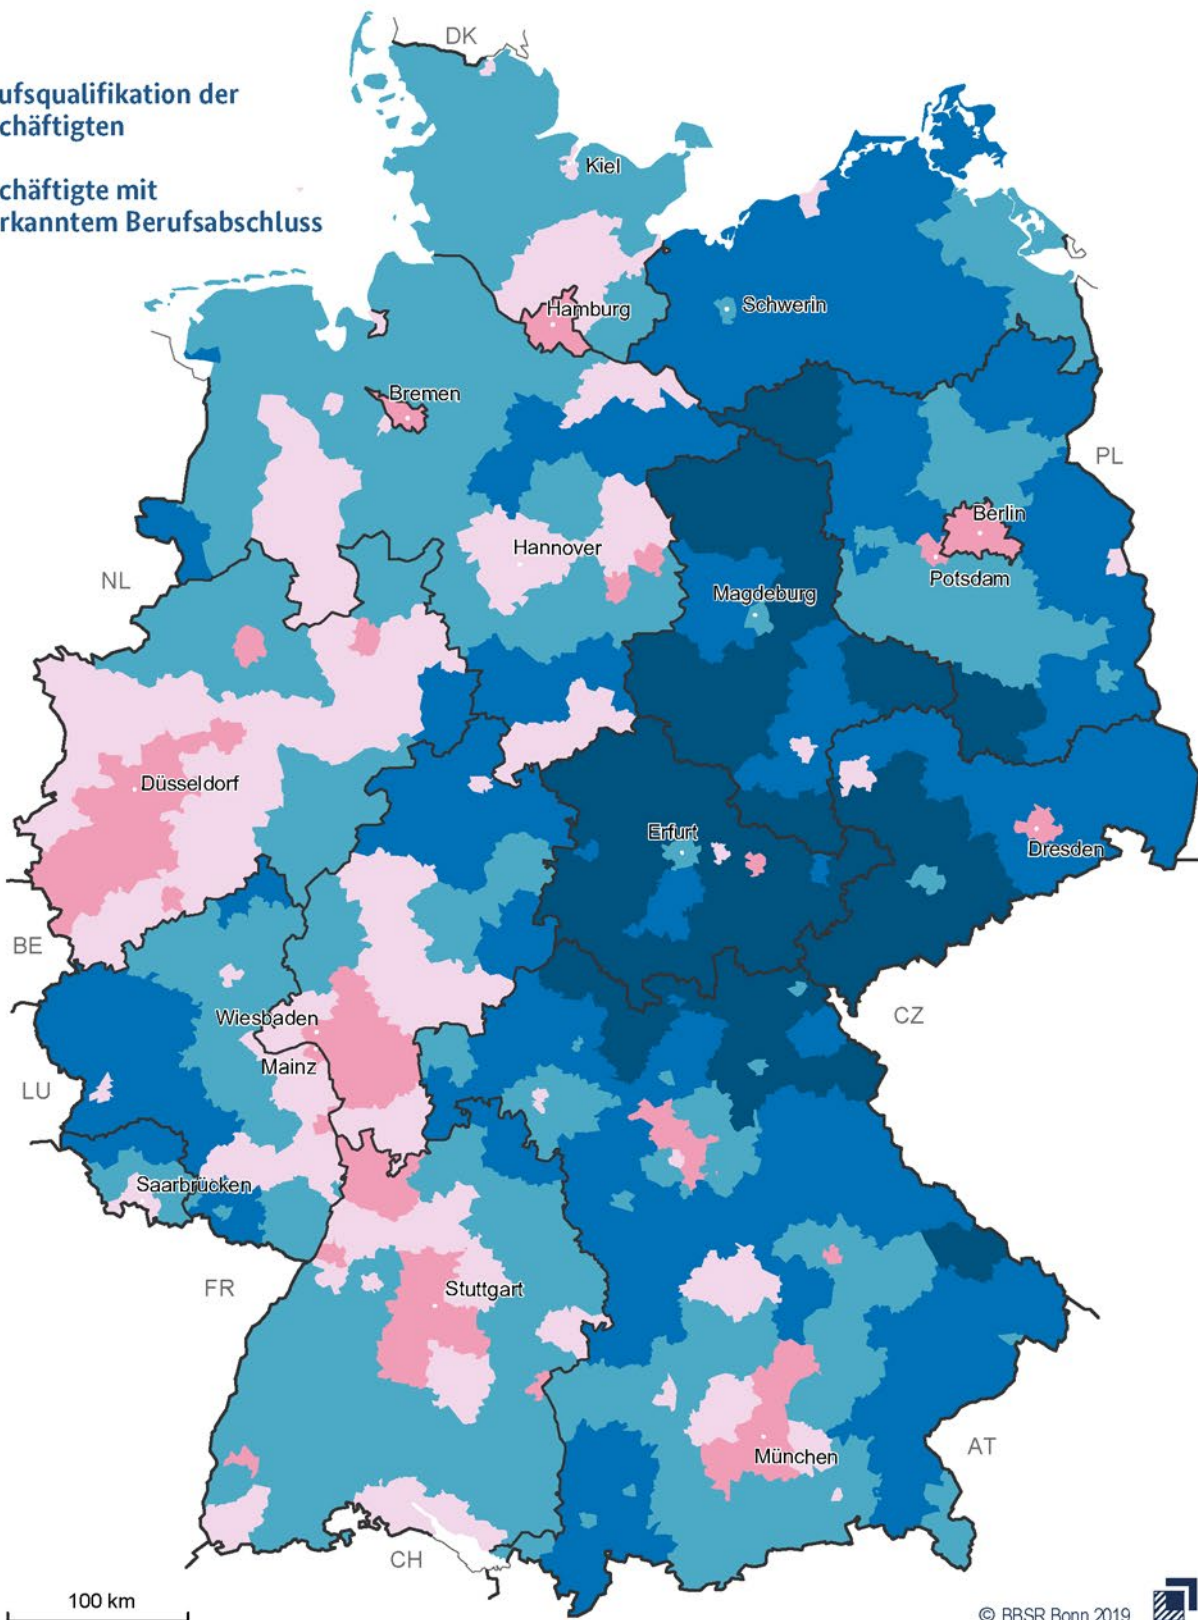 ufsqualifikation der
chäftigten
chäftigte mit
rkanntem Berufsabschluss
DK
Kiel
Hamburg
Schwerin
Bremen
PL
Berlin
Hannover
NL
Potsdam
Magdeburg
Düsseldorf
Erfurt
Dresden
BE
Wiesbaden
CZ
Mainz
LU
Saarbrücken
FR
Stuttgart
AT
München
CH
100 km
© BBSR Bonn 2019